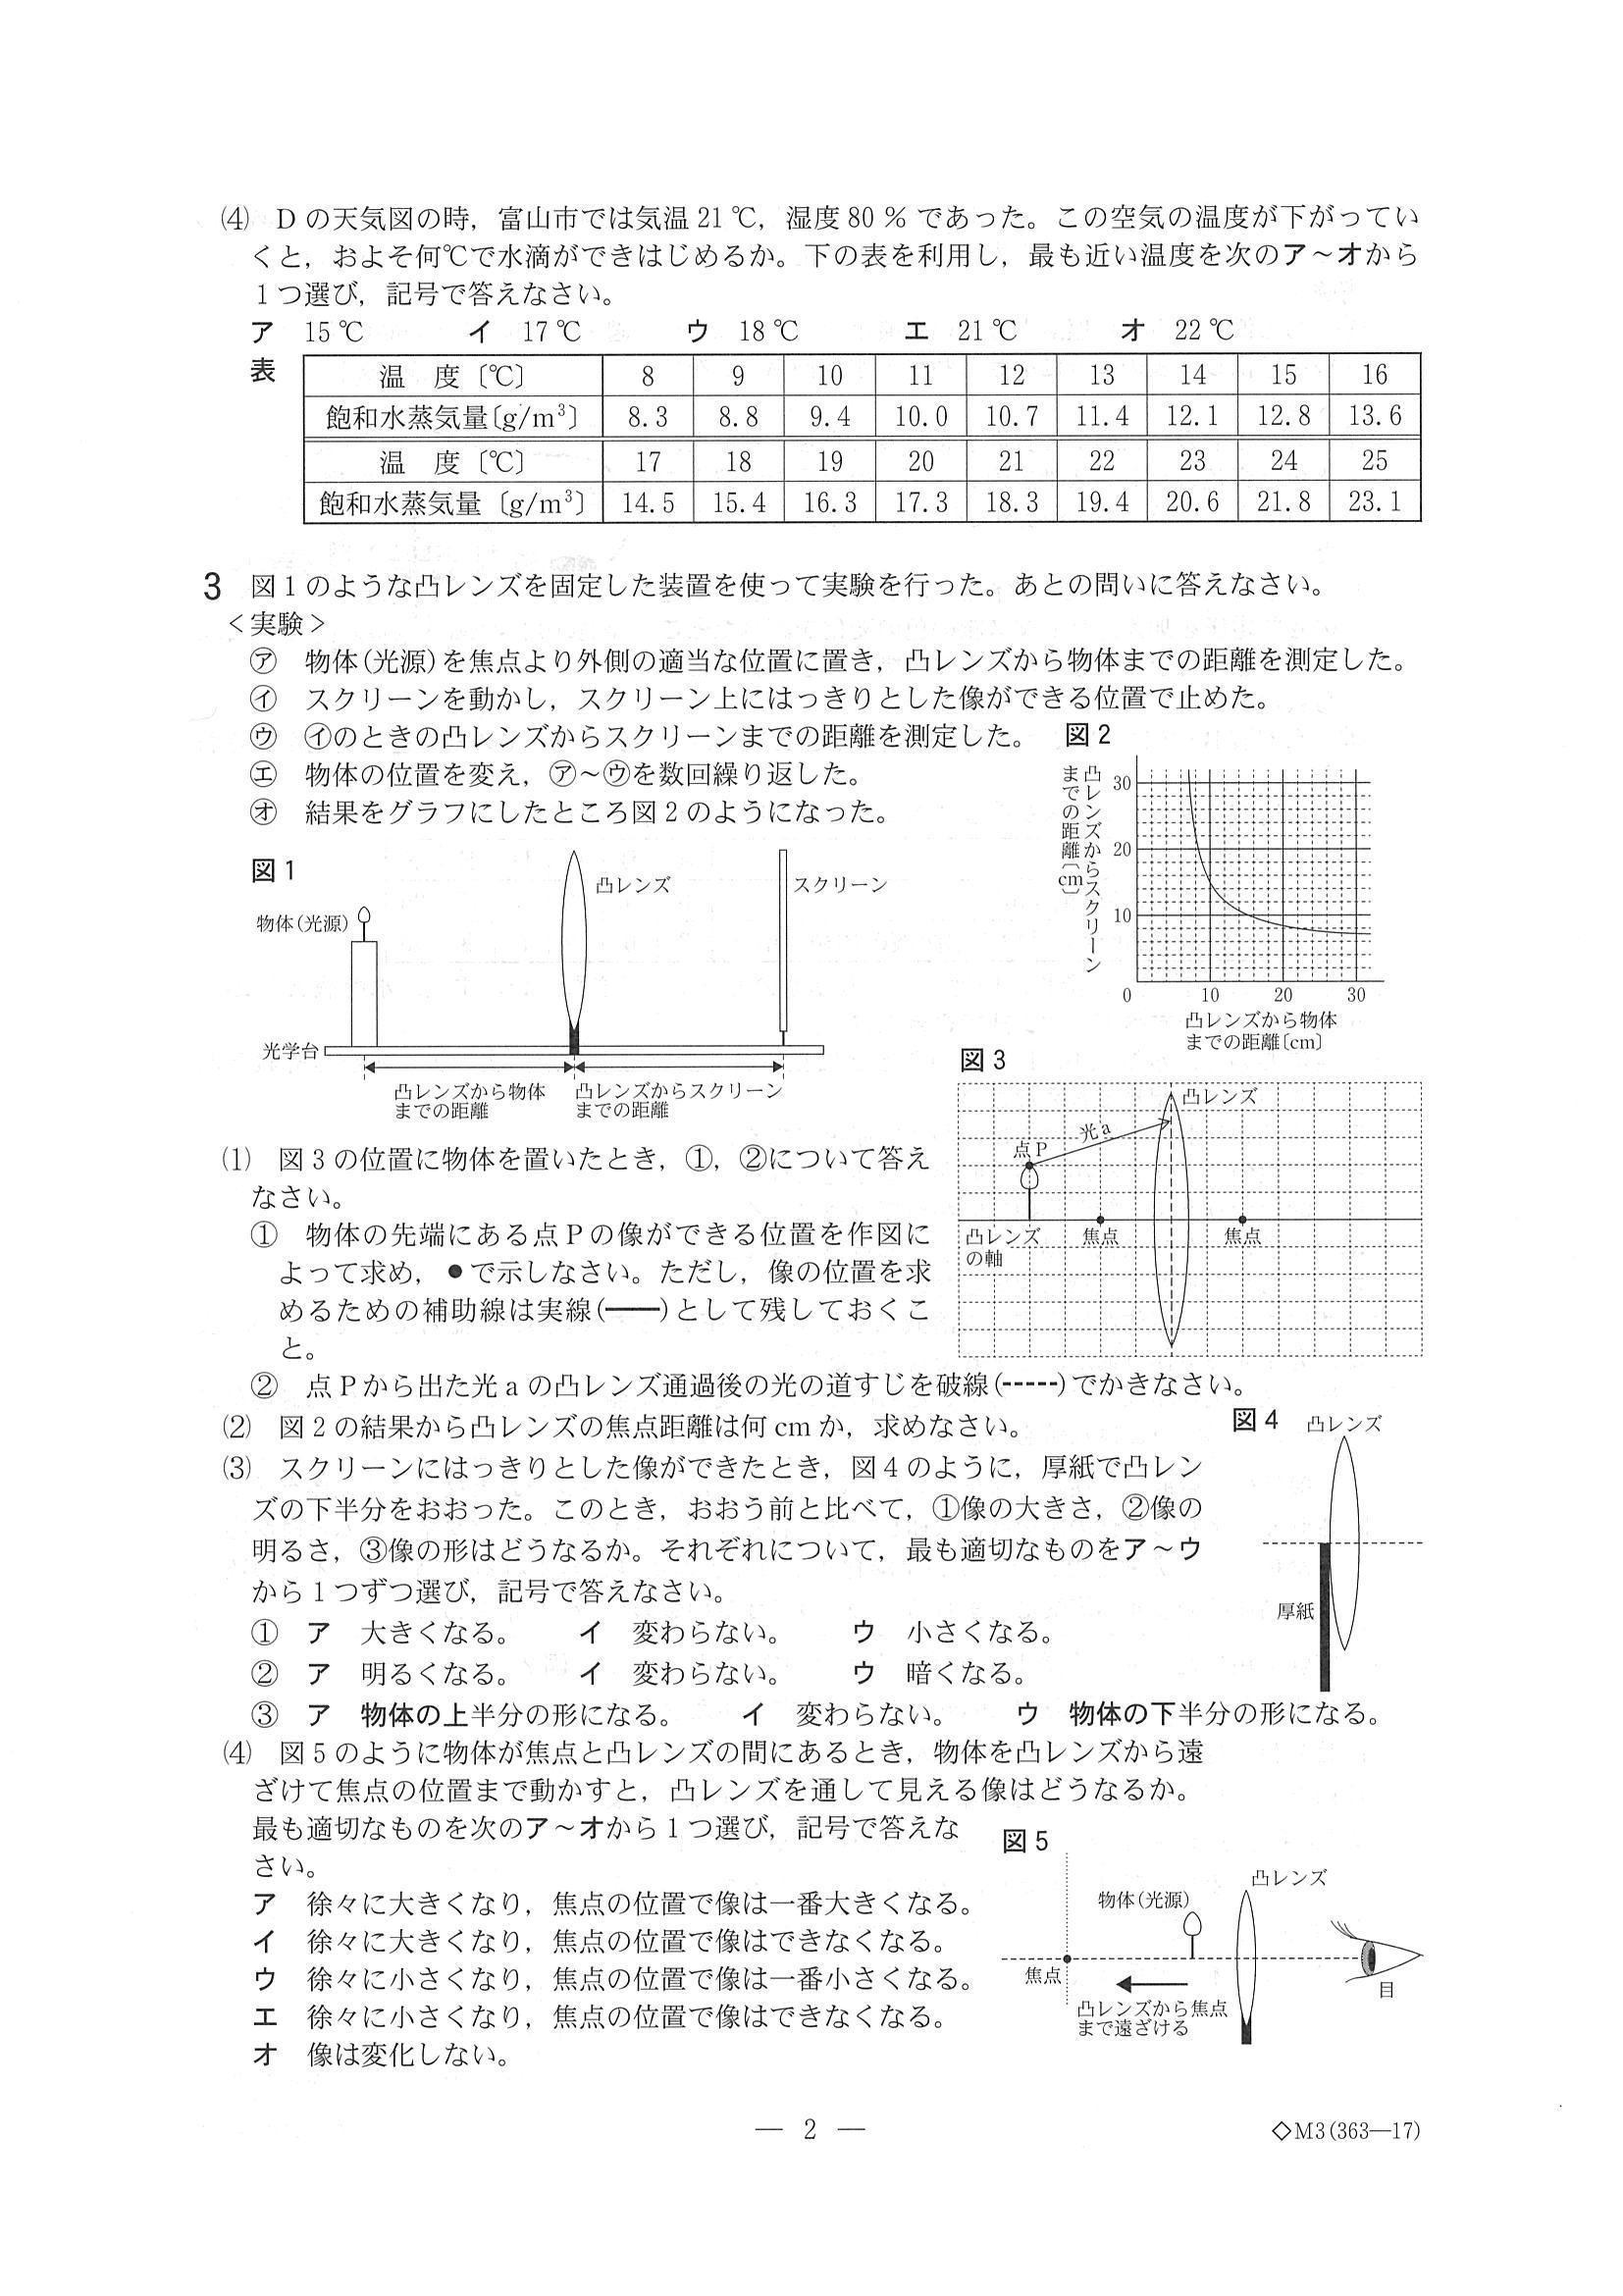 ⑷　Dの天気図の時，富山市では気温 21 ℃，湿度 80 % であった。この空気の温度が下がってい
くと，およそ何℃で水滴ができはじめるか。下の表を利用し，最も近い温度を次のア～オから
1つ選び，記号で答えなさい。
ア　15 ℃　イ　17 ℃　ウ　18 ℃　エ　21 ℃　オ　22 ℃
表
温　度〔℃〕　8　9　10　11　12　13　14　15　16
飽和水蒸気量〔g/m³〕　8.3　8.8　9.4　10.0　10.7　11.4　12.1　12.8　13.6
温　度〔℃〕　17　18　19　20　21　22　23　24　25
飽和水蒸気量〔g/m³〕　14.5　15.4　16.3　17.3　18.3　19.4　20.6　21.8　23.1
3　図1のような凸レンズを固定した装置を使って実験を行った。あとの問いに答えなさい。
＜実験＞
㋐　物体(光源)を焦点より外側の適当な位置に置き，凸レンズから物体までの距離を測定した。
㋑　スクリーンを動かし，スクリーン上にはっきりとした像ができる位置で止めた。
㋒　㋑のときの凸レンズからスクリーンまでの距離を測定した。
㋓　物体の位置を変え，㋐～㋒を数回繰り返した。
㋔　結果をグラフにしたところ図2のようになった。
図2
凸レンズからスクリーン
までの距離〔cm〕
30
20
10
0　10　20　30
凸レンズから物体
までの距離〔cm〕
図1
凸レンズ
スクリーン
物体(光源)
光学台
凸レンズから物体
までの距離
凸レンズからスクリーン
までの距離
図3
凸レンズ
光a
点P
凸レンズ
の軸
焦点
焦点
⑴　図3の位置に物体を置いたとき，①，②について答え
なさい。
①　物体の先端にある点Pの像ができる位置を作図に
よって求め，●で示しなさい。ただし，像の位置を求
めるための補助線は実線(──)として残しておくこ
と。
②　点Pから出た光aの凸レンズ通過後の光の道すじを破線(-----)でかきなさい。
⑵　図2の結果から凸レンズの焦点距離は何cmか，求めなさい。
⑶　スクリーンにはっきりとした像ができたとき，図4のように，厚紙で凸レン
ズの下半分をおおった。このとき，おおう前と比べて，①像の大きさ，②像の
明るさ，③像の形はどうなるか。それぞれについて，最も適切なものをア～ウ
から1つずつ選び，記号で答えなさい。
①　ア　大きくなる。　イ　変わらない。　ウ　小さくなる。
②　ア　明るくなる。　イ　変わらない。　ウ　暗くなる。
③　ア　物体の上半分の形になる。　イ　変わらない。　ウ　物体の下半分の形になる。
図4
凸レンズ
厚紙
⑷　図5のように物体が焦点と凸レンズの間にあるとき，物体を凸レンズから遠
ざけて焦点の位置まで動かすと，凸レンズを通して見える像はどうなるか。
最も適切なものを次のア～オから1つ選び，記号で答えな
さい。
ア　徐々に大きくなり，焦点の位置で像は一番大きくなる。
イ　徐々に大きくなり，焦点の位置で像はできなくなる。
ウ　徐々に小さくなり，焦点の位置で像は一番小さくなる。
エ　徐々に小さくなり，焦点の位置で像はできなくなる。
オ　像は変化しない。
図5
凸レンズ
物体(光源)
焦点
目
凸レンズから焦点
まで遠ざける
― 2 ―
◇M3(363―17)